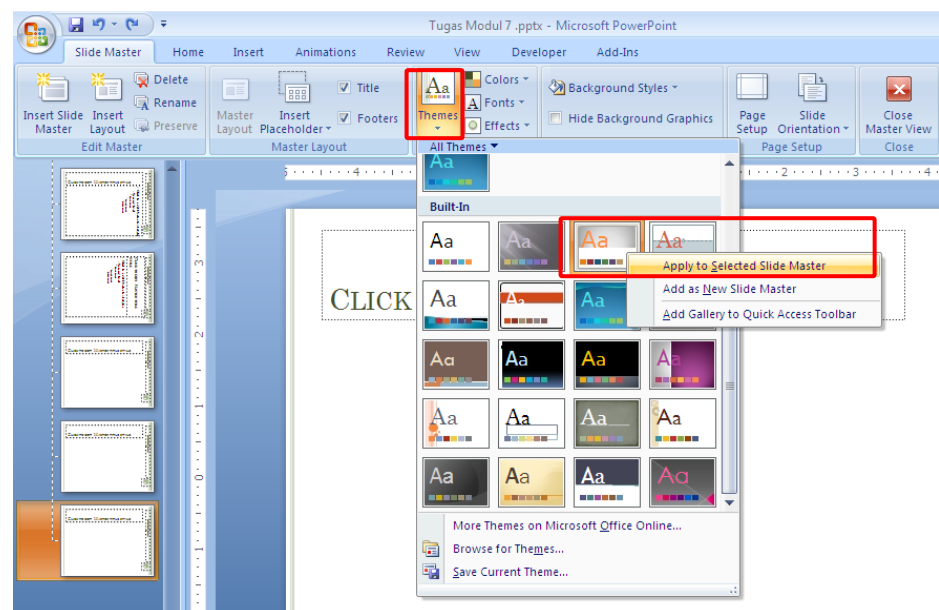 Tugas Modul 7 .pptx - Microsoft PowerPoint
Slide Master Home Insert Animations Review View Developer Add-Ins
Insert Slide Master
Insert Layout
Delete
Rename
Preserve
Edit Master
Master Layout
Insert Placeholder
Title
Footers
Master Layout
Themes
Colors
Fonts
Effects
Background Styles
Hide Background Graphics
Page Setup
Slide Orientation
Page Setup
Close Master View
Close
All Themes
Aa
Built-In
Aa Aa Aa Aa
Apply to Selected Slide Master
Add as New Slide Master
Add Gallery to Quick Access Toolbar
CLICK
Aa Aa Aa
Aa Aa Aa Aa
Aa Aa Aa Aa
Aa Aa Aa Aa
More Themes on Microsoft Office Online...
Browse for Themes...
Save Current Theme...